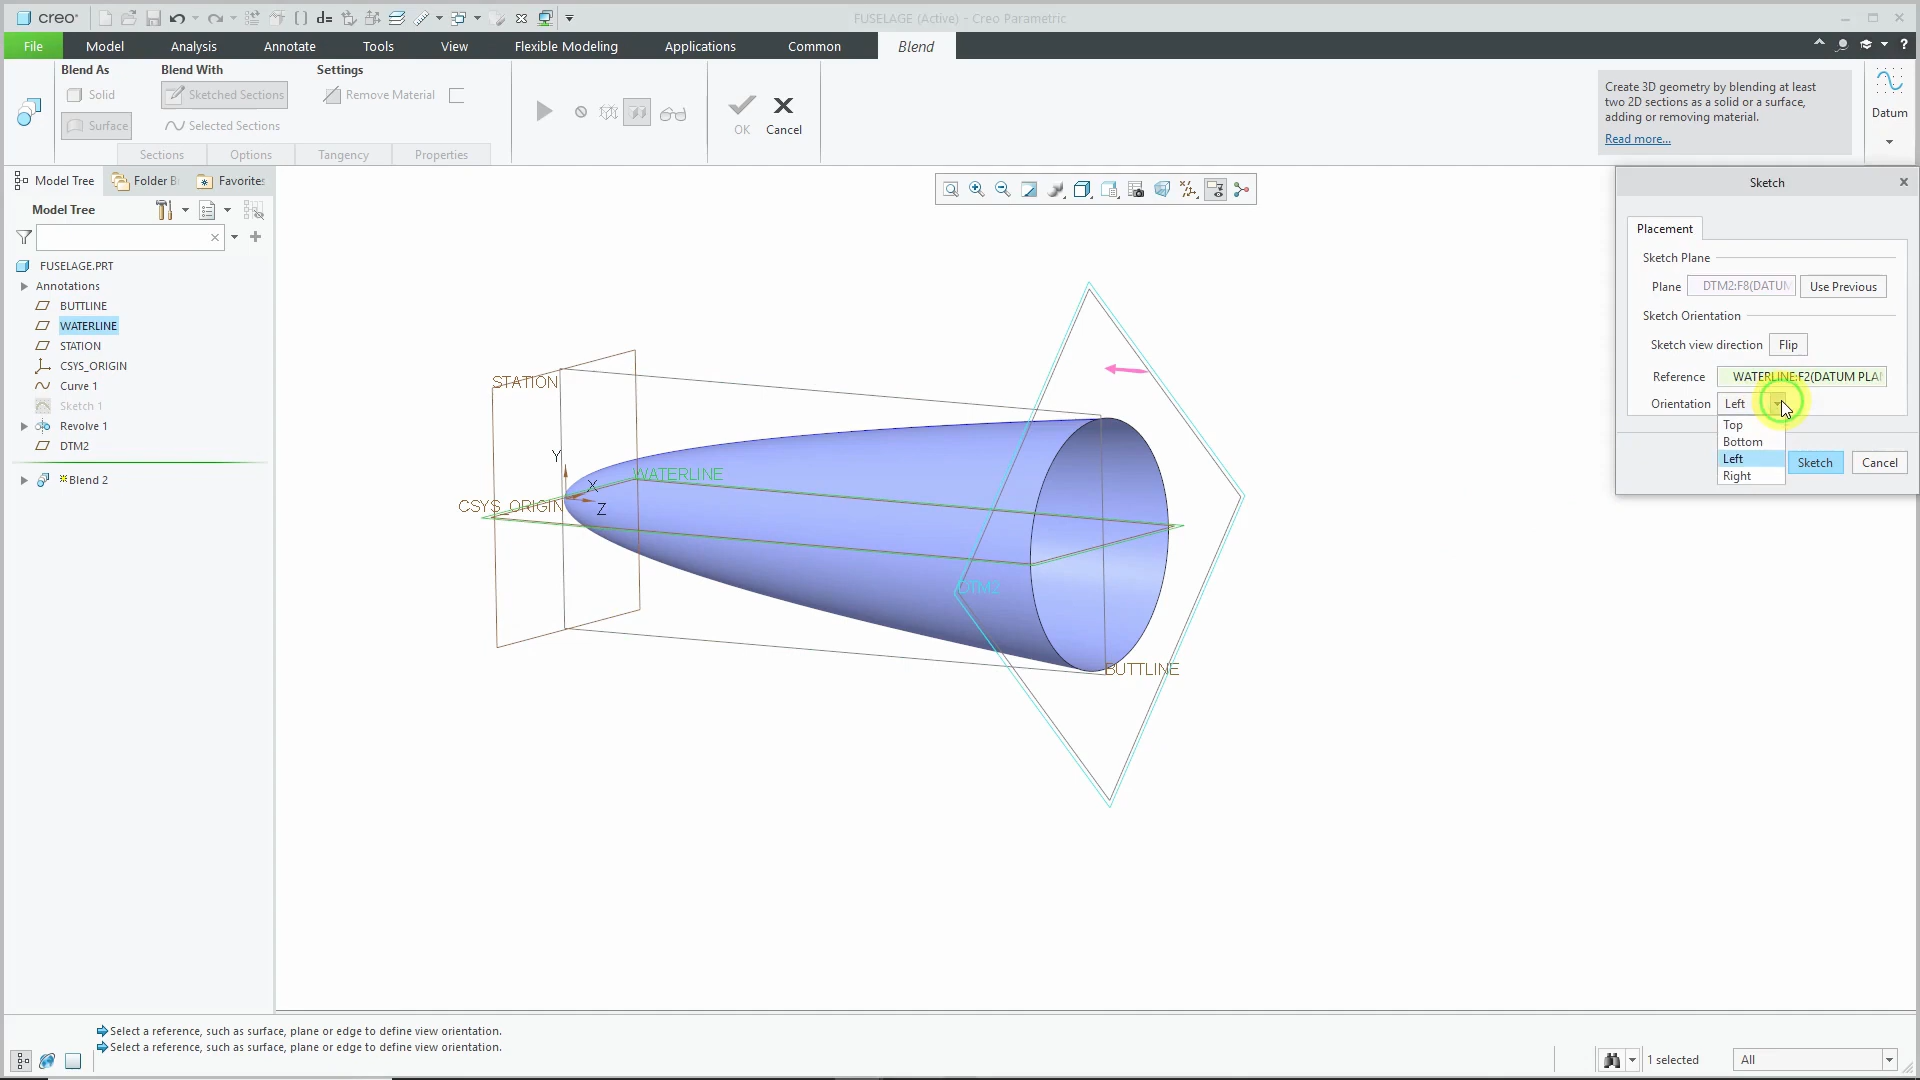 creo
FUSELAGE (Active) - Creo Parametric
File Model Analysis Annotate Tools View Flexible Modeling Applications Common Blend
Blend As Blend With Settings
Solid Sketched Sections Remove Material
Surface Selected Sections
OK Cancel
Sections Options Tangency Properties
Create 3D geometry by blending at least
two 2D sections as a solid or a surface,
adding or removing material.
Read more...
Datum
Model Tree Folder B Favorites
Model Tree
FUSELAGE.PRT
Annotations
BUTTLINE
WATERLINE
STATION
CSYS_ORIGIN
Curve 1
Sketch 1
Revolve 1
DTM2
Blend 2
STATION
Y
WATERLINE
X
CSYS_ORIGIN
Z
DTM2
BUTTLINE
Sketch
Placement
Sketch Plane
Plane DTM2:F8(DATUM Use Previous
Sketch Orientation
Sketch view direction Flip
Reference WATERLINE:F2(DATUM PLAN
Orientation Left
Top
Bottom
Left
Right
Sketch Cancel
Select a reference, such as surface, plane or edge to define view orientation.
Select a reference, such as surface, plane or edge to define view orientation.
1 selected All